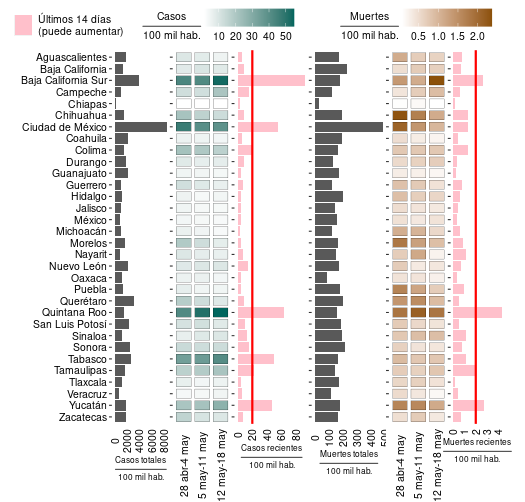 Últimos 14 días
(puede aumentar)
Casos
100 mil hab.
10 20 30 40 50
Muertes
100 mil hab.
0.5 1.0 1.5 2.0
Aguascalientes
Baja California
Baja California Sur
Campeche
Chiapas
Chihuahua
Ciudad de México
Coahuila
Colima
Durango
Guanajuato
Guerrero
Hidalgo
Jalisco
México
Michoacán
Morelos
Nayarit
Nuevo León
Oaxaca
Puebla
Querétaro
Quintana Roo
San Luis Potosí
Sinaloa
Sonora
Tabasco
Tamaulipas
Tlaxcala
Veracruz
Yucatán
Zacatecas
0 2000 4000 6000 8000
Casos totales
100 mil hab.
28 abr-4 may
5 may-11 may
12 may-18 may
0 20 40 60 80
Casos recientes
100 mil hab.
0 100 200 300 400 500
Muertes totales
100 mil hab.
28 abr-4 may
5 may-11 may
12 may-18 may
0 1 2 3 4
Muertes recientes
100 mil hab.